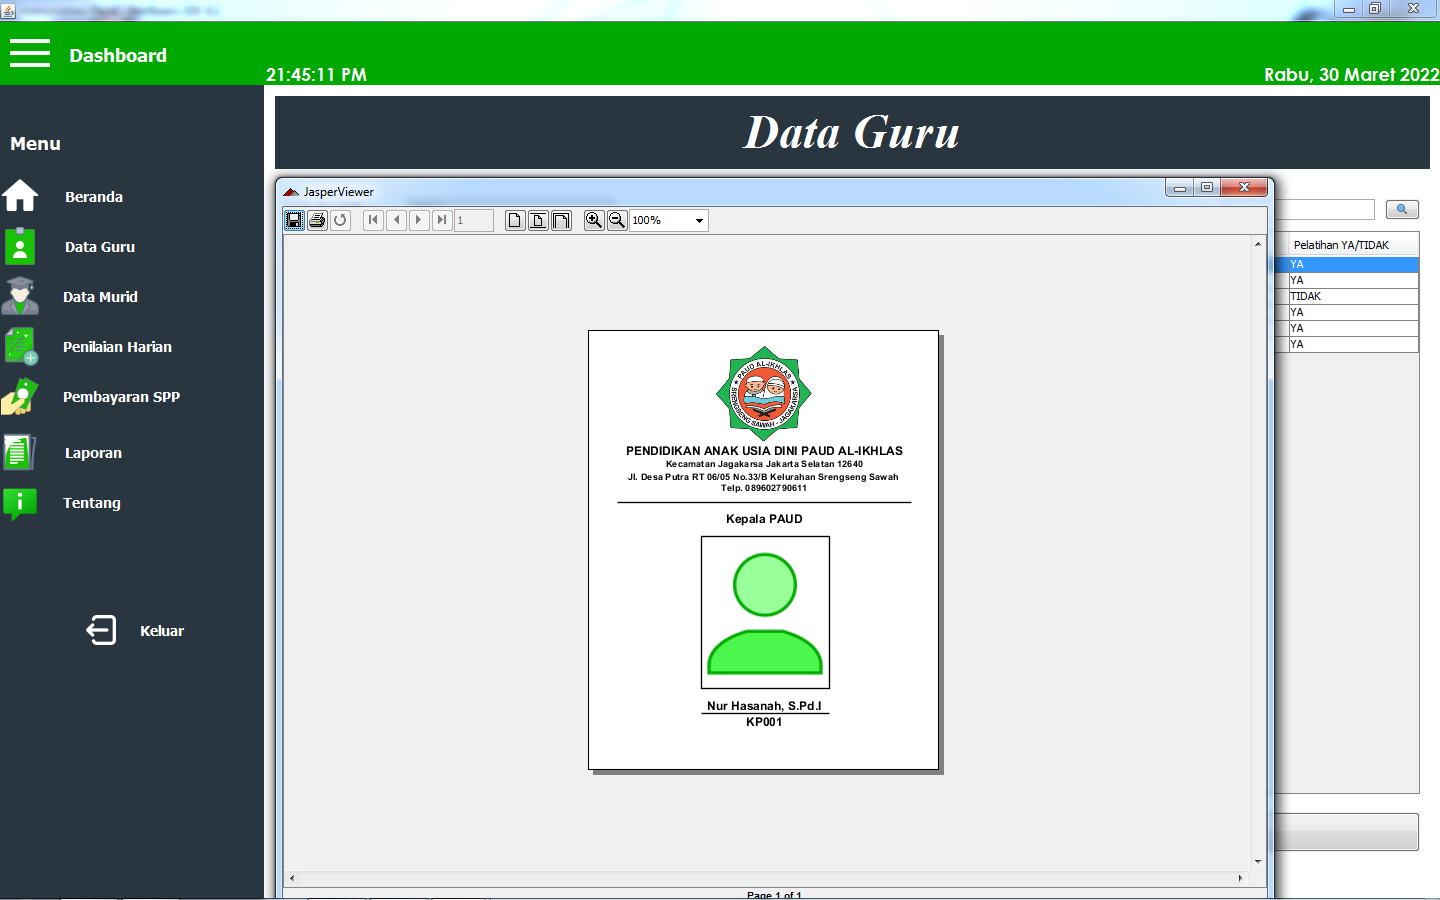 Dashboard
21:45:11 PM
Rabu, 30 Maret 2022
Menu
Beranda
Data Guru
Data Murid
Penilaian Harian
Pembayaran SPP
Laporan
Tentang
Keluar
Data Guru
JasperViewer
1
100%
Pelatihan YA/TIDAK
YA
YA
TIDAK
YA
YA
YA
PAUD AL-IKHLAS
SRENGSENG SAWAH - JAGAKARSA
PENDIDIKAN ANAK USIA DINI PAUD AL-IKHLAS
Kecamatan Jagakarsa Jakarta Selatan 12640
Jl. Desa Putra RT 06/05 No.33/B Kelurahan Srengseng Sawah
Telp. 089602790611
Kepala PAUD
Nur Hasanah, S.Pd.I
KP001
Page 1 of 1